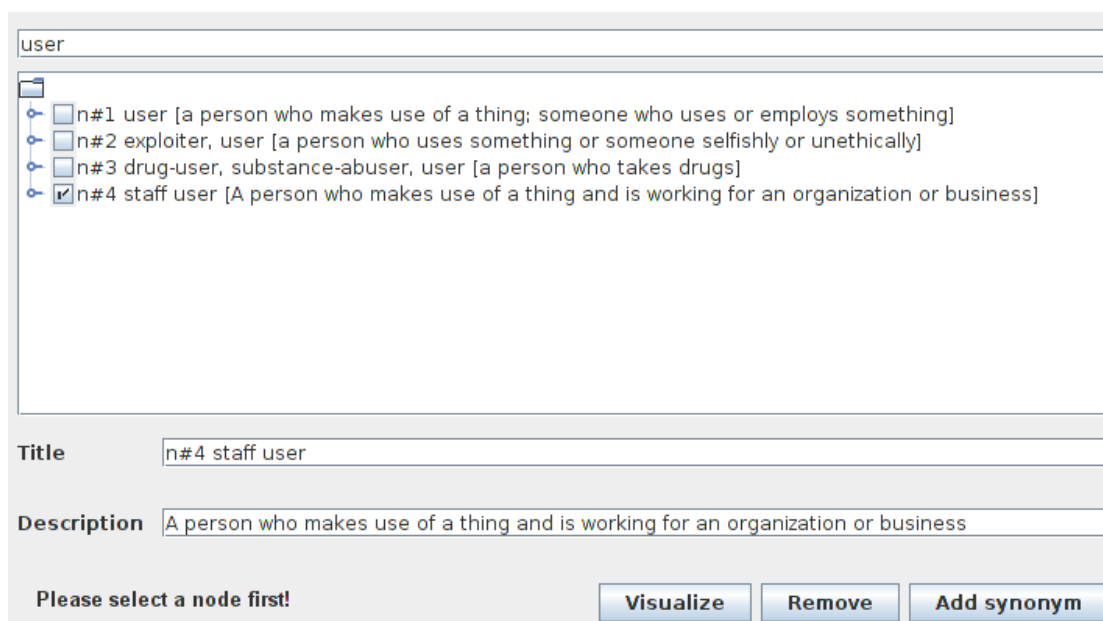 user
n#1 user [a person who makes use of a thing; someone who uses or employs something]
n#2 exploiter, user [a person who uses something or someone selfishly or unethically]
n#3 drug-user, substance-abuser, user [a person who takes drugs]
n#4 staff user [A person who makes use of a thing and is working for an organization or business]
Title n#4 staff user
Description A person who makes use of a thing and is working for an organization or business
Please select a node first! Visualize Remove Add synonym